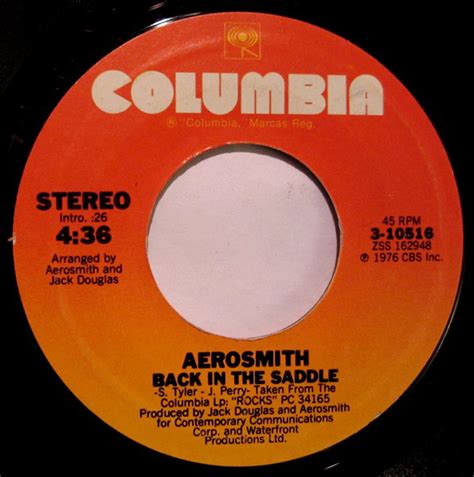 COLUMBIA
® "Columbia," Marcas Reg.
STEREO
Intro. :26
4:36
Arranged by
Aerosmith and
Jack Douglas
45 RPM
3-10516
ZSS 162948
℗ 1976 CBS Inc.
AEROSMITH
BACK IN THE SADDLE
-S. Tyler - J. Perry- Taken From The
Columbia Lp: "ROCKS" PC 34165
Produced by Jack Douglas and Aerosmith
for Contemporary Communications
Corp. and Waterfront
Productions Ltd.